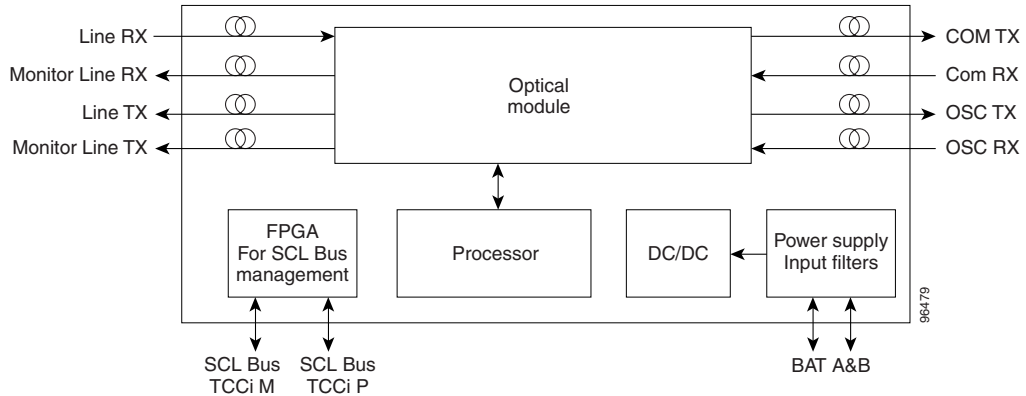 Line RX
Monitor Line RX
Line TX
Monitor Line TX
Optical
module
COM TX
Com RX
OSC TX
OSC RX
FPGA
For SCL Bus
management
Processor
DC/DC
Power supply
Input filters
SCL Bus
TCCi M
SCL Bus
TCCi P
BAT A&B
96479